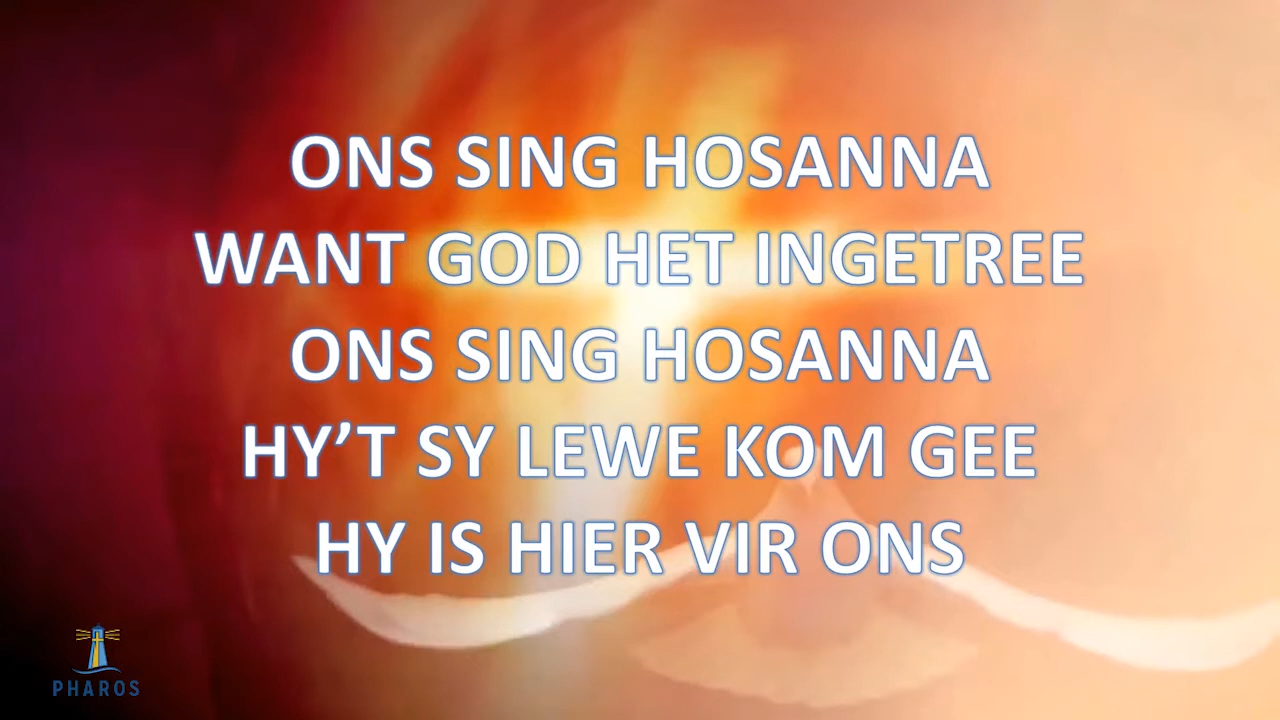 ONS SING HOSANNA
WANT GOD HET INGETREE
ONS SING HOSANNA
HY’T SY LEWE KOM GEE
HY IS HIER VIR ONS
PHAROS